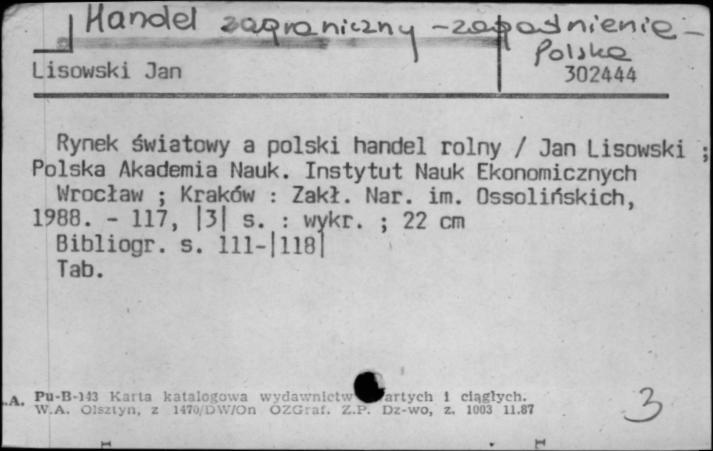 Handel zagraniczny - zagadnienie -
Polska
Lisowski Jan
302444
Rynek światowy a polski handel rolny / Jan Lisowski ;
Polska Akademia Nauk. Instytut Nauk Ekonomicznych
Wrocław ; Kraków : Zakł. Nar. im. Ossolińskich,
1988. - 117, |3| s. : wykr. ; 22 cm
Bibliogr. s. 111-|118|
Tab.
.A. Pu-B-143 Karta katalogowa wydawnictw artych i ciągłych.
W.A. Olsztyn, z 1470/DW/On OZGraf. Z.P. Dz-wo, z. 1003 11.87
3